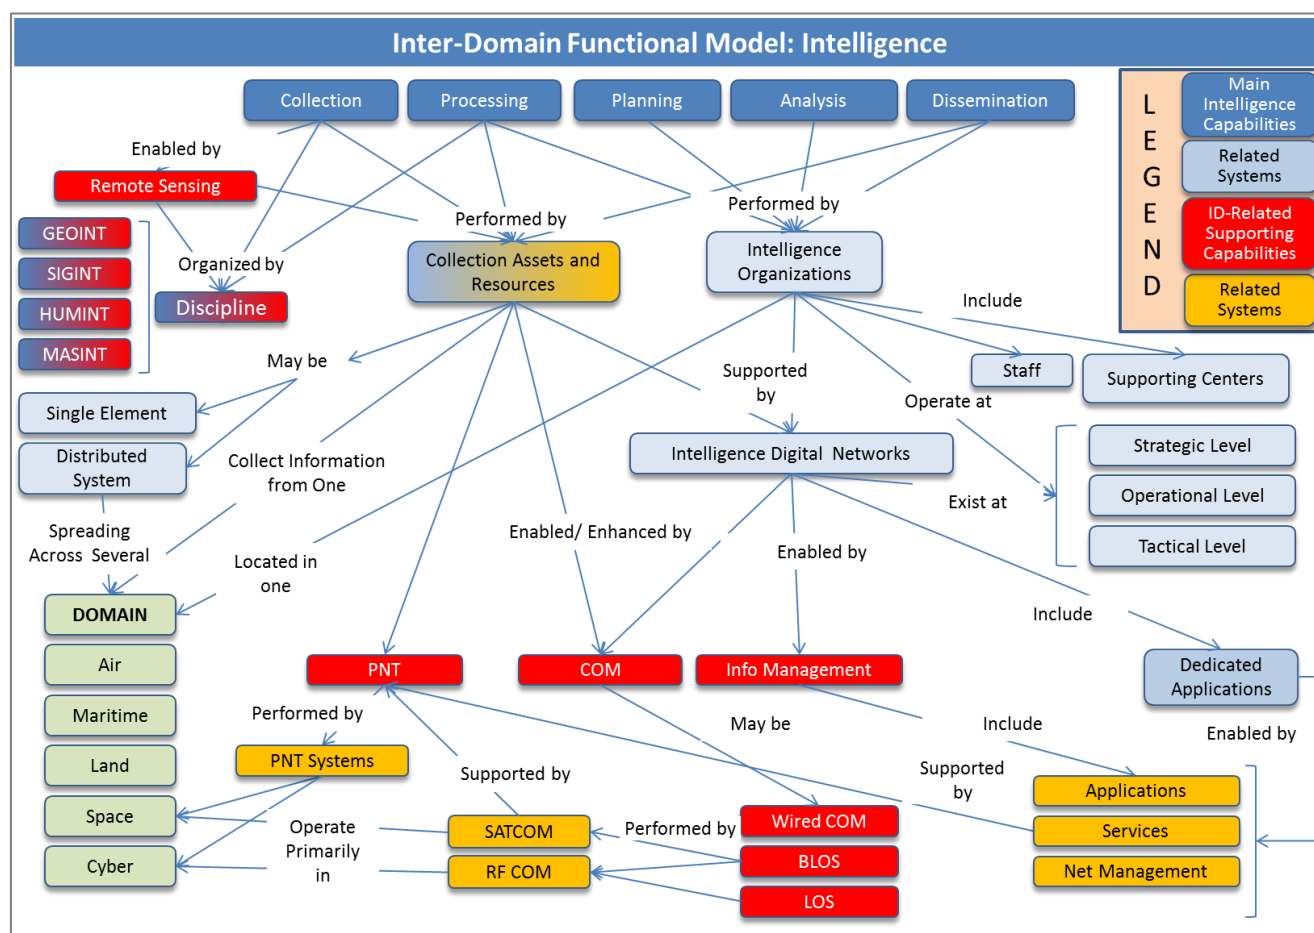 Inter-Domain Functional Model: Intelligence
Collection
Processing
Planning
Analysis
Dissemination
L
E
G
E
N
D
Main
Intelligence
Capabilities
Related
Systems
ID-Related
Supporting
Capabilities
Related
Systems
Enabled by
Remote Sensing
GEOINT
SIGINT
HUMINT
MASINT
Organized by
Discipline
Performed by
Collection Assets and
Resources
Performed by
Intelligence
Organizations
Include
Staff
Supporting Centers
May be
Single Element
Distributed
System
Supported
by
Operate at
Intelligence Digital Networks
Strategic Level
Operational Level
Tactical Level
Exist at
Collect Information
from One
Spreading
Across Several
Located in
one
Enabled/ Enhanced by
Enabled by
Include
DOMAIN
Air
Maritime
Land
Space
Cyber
PNT
COM
Info Management
Dedicated
Applications
Performed by
May be
Include
Enabled by
PNT Systems
Supported by
Supported
by
Applications
Services
Net Management
Operate
Primarily
in
SATCOM
RF COM
Performed by
Wired COM
BLOS
LOS